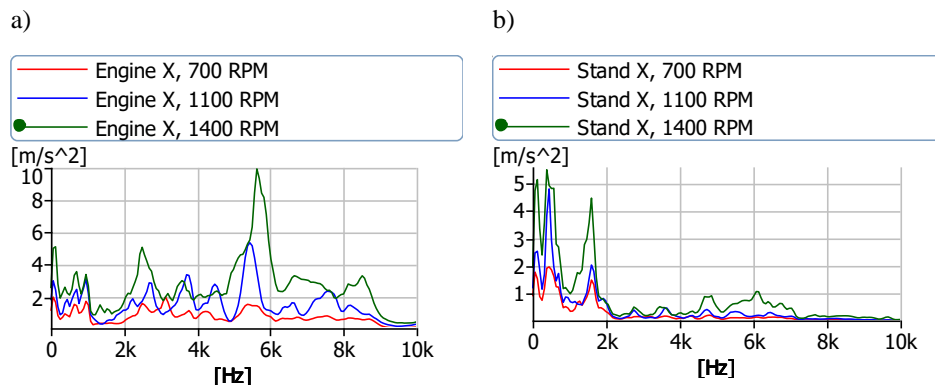 a)
b)
Engine X, 700 RPM
Engine X, 1100 RPM
Engine X, 1400 RPM
[m/s^2]
10
8
6
4
2
0 2k 4k 6k 8k 10k
[Hz]
Stand X, 700 RPM
Stand X, 1100 RPM
Stand X, 1400 RPM
[m/s^2]
5
4
3
2
1
0 2k 4k 6k 8k 10k
[Hz]